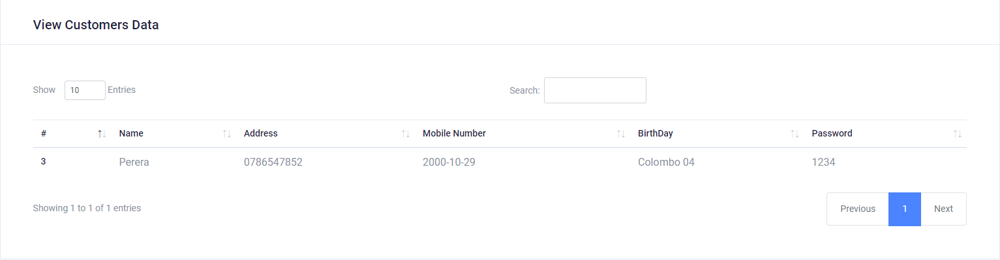 View Customers Data
Show 10 Entries Search:
# Name Address Mobile Number BirthDay Password
3 Perera 0786547852 2000-10-29 Colombo 04 1234
Showing 1 to 1 of 1 entries Previous 1 Next